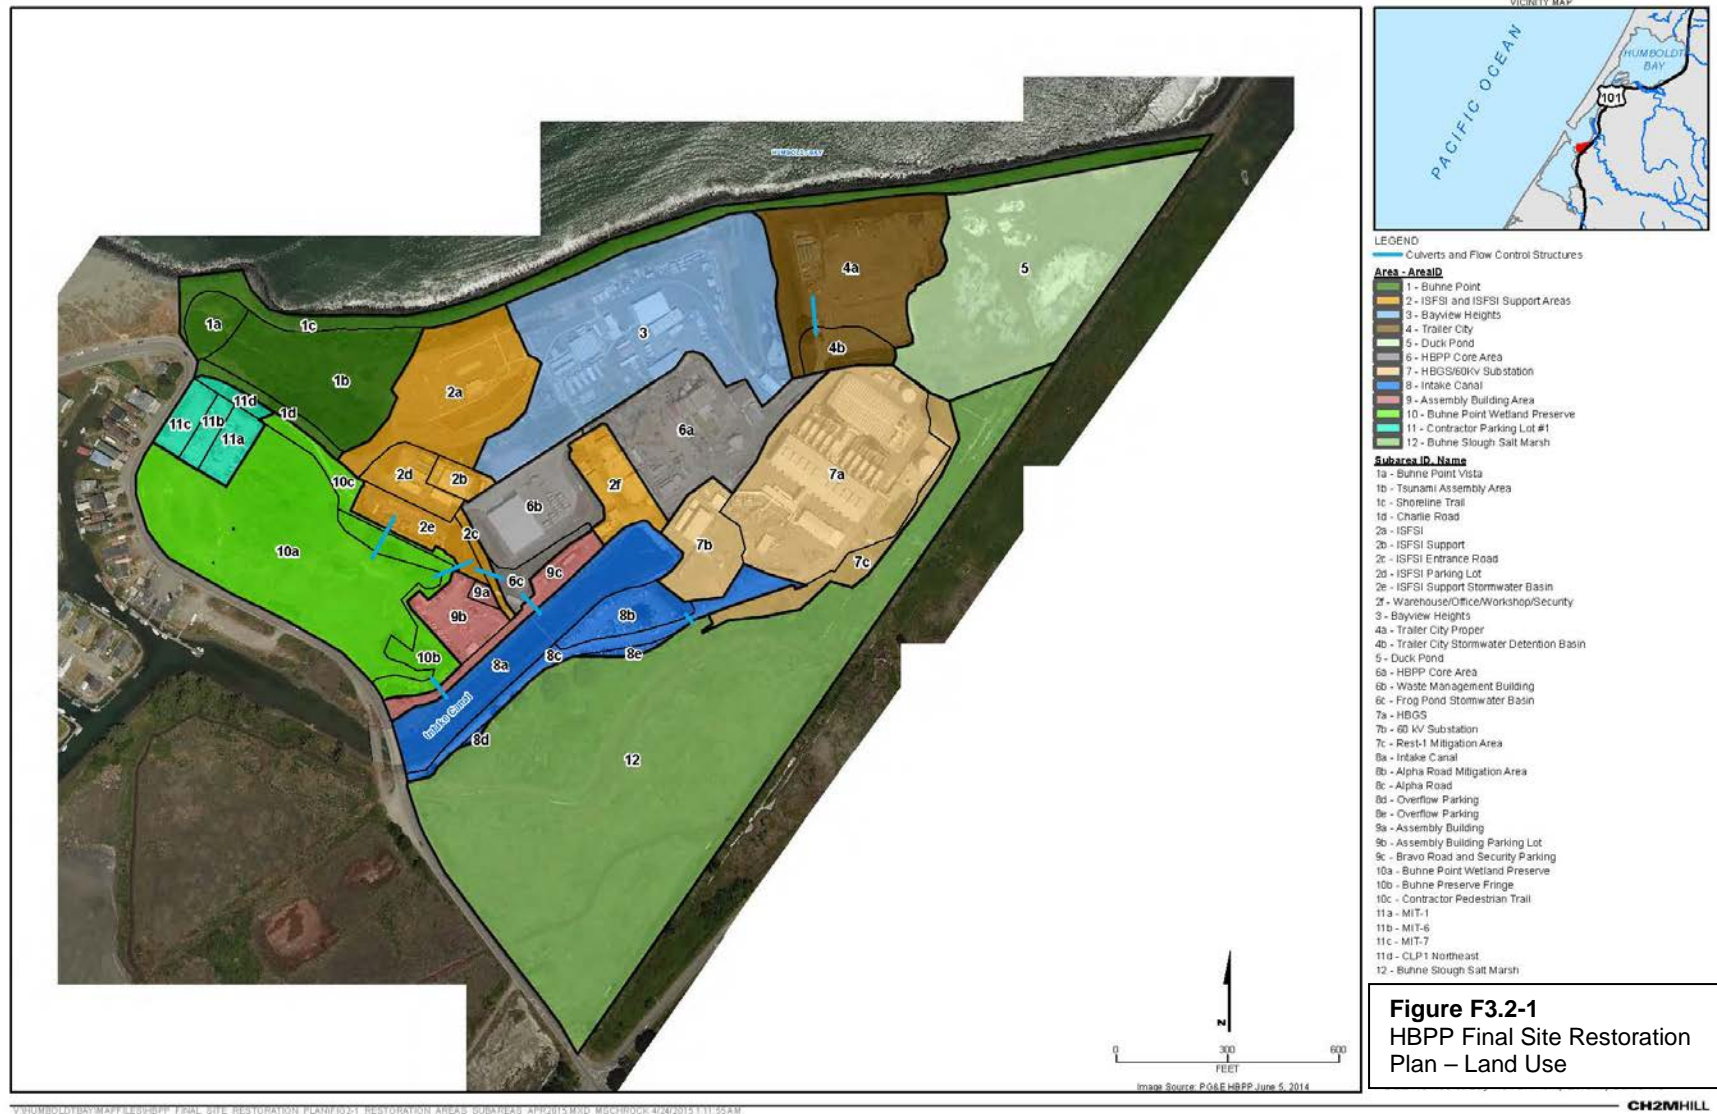 VICINITY MAP
PACIFIC OCEAN
HUMBOLDT
BAY
101
LEGEND
Culverts and Flow Control Structures
Area - AreaID
1 - Buhne Point
2 - ISFSI and ISFSI Support Areas
3 - Bayview Heights
4 - Trailer City
5 - Duck Pond
6 - HBPP Core Area
7 - HBGS/60Kv Substation
8 - Intake Canal
9 - Assembly Building Area
10 - Buhne Point Wetland Preserve
11 - Contractor Parking Lot #1
12 - Buhne Slough Salt Marsh
Subarea ID, Name
1a - Buhne Point Vista
1b - Tsunami Assembly Area
1c - Shoreline Trail
1d - Charlie Road
2a - ISFSI
2b - ISFSI Support
2c - ISFSI Entrance Road
2d - ISFSI Parking Lot
2e - ISFSI Support Stormwater Basin
2f - Warehouse/Office/Workshop/Security
3 - Bayview Heights
4a - Trailer City Proper
4b - Trailer City Stormwater Detention Basin
5 - Duck Pond
6a - HBPP Core Area
6b - Waste Management Building
6c - Frog Pond Stormwater Basin
7a - HBGS
7b - 60 kV Substation
7c - Rest-1 Mitigation Area
8a - Intake Canal
8b - Alpha Road Mitigation Area
8c - Alpha Road
8d - Overflow Parking
8e - Overflow Parking
9a - Assembly Building
9b - Assembly Building Parking Lot
9c - Bravo Road and Security Parking
10a - Buhne Point Wetland Preserve
10b - Buhne Preserve Fringe
10c - Contractor Pedestrian Trail
11a - MIT-1
11b - MIT-6
11c - MIT-7
11d - CLP1 Northeast
12 - Buhne Slough Salt Marsh
HUMBOLDT BAY
1a
1c
1b
1d
11d
11c
11b
11a
2a
3
4a
4b
5
6a
2d
2b
10c
2e
2c
6b
2f
7a
7b
7c
10a
6c
9c
9a
9b
10b
8a
8b
8c
8e
8d
Intake Canal
12
N
0 300 600
FEET
Image Source: PG&E HBPP June 5, 2014
Figure F3.2-1
HBPP Final Site Restoration
Plan – Land Use
CH2MHILL